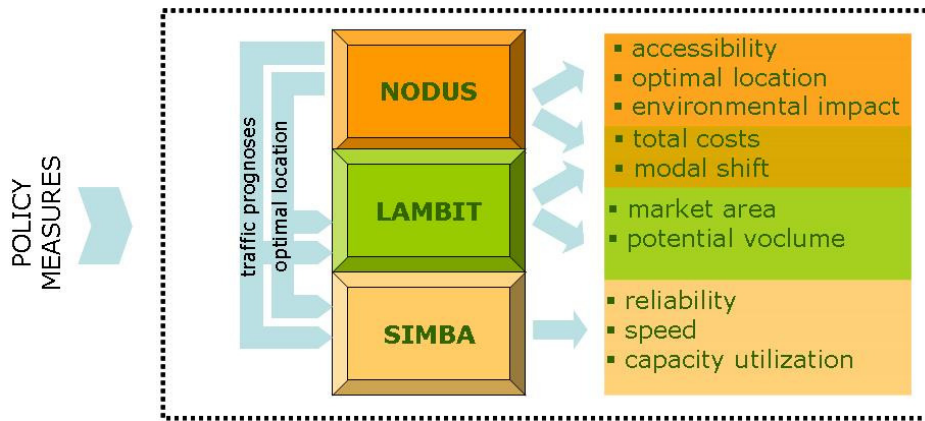 POLICY
MEASURES
traffic prognoses
optimal location
NODUS
LAMBIT
SIMBA
▪ accessibility
▪ optimal location
▪ environmental impact
▪ total costs
▪ modal shift
▪ market area
▪ potential voclume
▪ reliability
▪ speed
▪ capacity utilization